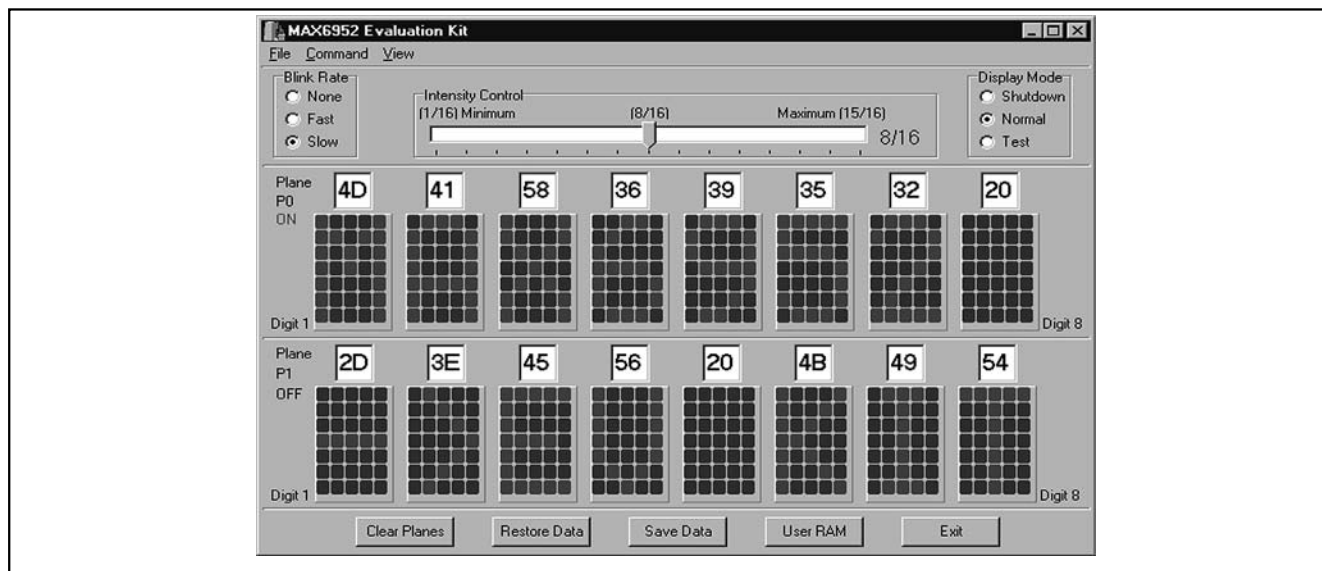 MAX6952 Evaluation Kit
File Command View
Blink Rate
None
Fast
Slow
Intensity Control
(1/16) Minimum (8/16) Maximum (15/16)
8/16
Display Mode
Shutdown
Normal
Test
Plane P0 ON
4D 41 58 36 39 35 32 20
Digit 1 Digit 8
Plane P1 OFF
2D 3E 45 56 20 4B 49 54
Digit 1 Digit 8
Clear Planes Restore Data Save Data User RAM Exit